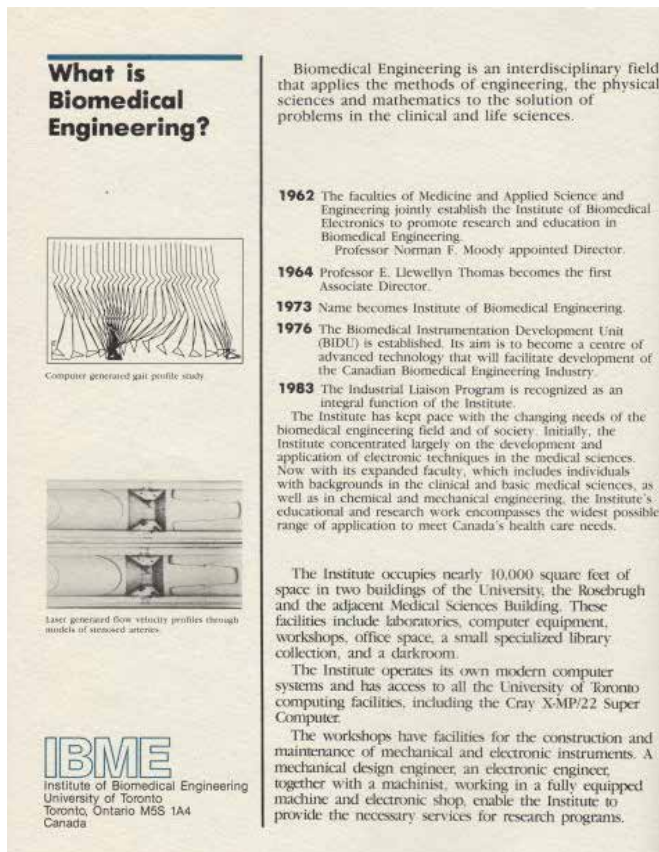 What is
Biomedical
Engineering?
Biomedical Engineering is an interdisciplinary field
that applies the methods of engineering, the physical
sciences and mathematics to the solution of
problems in the clinical and life sciences.
1962 The faculties of Medicine and Applied Science and
Engineering jointly establish the Institute of Biomedical
Electronics to promote research and education in
Biomedical Engineering.
Professor Norman F. Moody appointed Director.
1964 Professor E. Llewellyn Thomas becomes the first
Associate Director.
1973 Name becomes Institute of Biomedical Engineering.
1976 The Biomedical Instrumentation Development Unit
(BIDU) is established. Its aim is to become a centre of
advanced technology that will facilitate development of
the Canadian Biomedical Engineering Industry.
1983 The Industrial Liaison Program is recognized as an
integral function of the Institute.
The Institute has kept pace with the changing needs of the
biomedical engineering field and of society. Initially, the
Institute concentrated largely on the development and
application of electronic techniques in the medical sciences.
Now with its expanded faculty, which includes individuals
with backgrounds in the clinical and basic medical sciences, as
well as in chemical and mechanical engineering, the Institute's
educational and research work encompasses the widest possible
range of application to meet Canada's health care needs.
The Institute occupies nearly 10,000 square feet of
space in two buildings of the University, the Rosebrugh
and the adjacent Medical Sciences Building. These
facilities include laboratories, computer equipment,
workshops, office space, a small specialized library
collection, and a darkroom.
The Institute operates its own modern computer
systems and has access to all the University of Toronto
computing facilities, including the Cray X-MP/22 Super
Computer.
The workshops have facilities for the construction and
maintenance of mechanical and electronic instruments. A
mechanical design engineer, an electronic engineer,
together with a machinist, working in a fully equipped
machine and electronic shop, enable the Institute to
provide the necessary services for research programs.
Computer generated gait profile study.
Laser generated flow velocity profiles through
models of stenosed arteries.
IBME
Institute of Biomedical Engineering
University of Toronto
Toronto, Ontario M5S 1A4
Canada